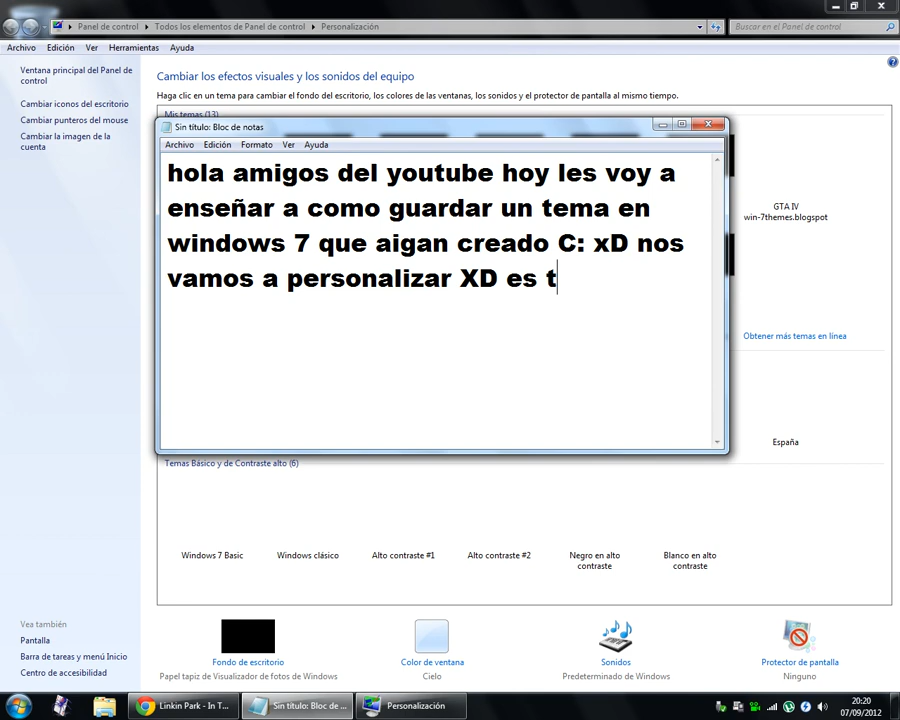 Panel de control
Todos los elementos de Panel de control
Personalización
Buscar en el Panel de control
Archivo Edición Ver Herramientas Ayuda
Ventana principal del Panel de
control
Cambiar iconos del escritorio
Cambiar punteros del mouse
Cambiar la imagen de la
cuenta
Cambiar los efectos visuales y los sonidos del equipo
Haga clic en un tema para cambiar el fondo del escritorio, los colores de las ventanas, los sonidos y el protector de pantalla al mismo tiempo.
Mis temas (13)
Sin título: Bloc de notas
Archivo Edición Formato Ver Ayuda
hola amigos del youtube hoy les voy a
enseñar a como guardar un tema en
windows 7 que aigan creado C: xD nos
vamos a personalizar XD es t
GTA IV
win-7themes.blogspot
Obtener más temas en línea
España
Temas Básico y de Contraste alto (6)
Windows 7 Basic
Windows clásico
Alto contraste #1
Alto contraste #2
Negro en alto
contraste
Blanco en alto
contraste
Vea también
Pantalla
Barra de tareas y menú Inicio
Centro de accesibilidad
Fondo de escritorio
Papel tapiz de Visualizador de fotos de Windows
Color de ventana
Cielo
Sonidos
Predeterminado de Windows
Protector de pantalla
Ninguno
Linkin Park - In T...
Sin título: Bloc de ...
Personalización
20:20
07/09/2012